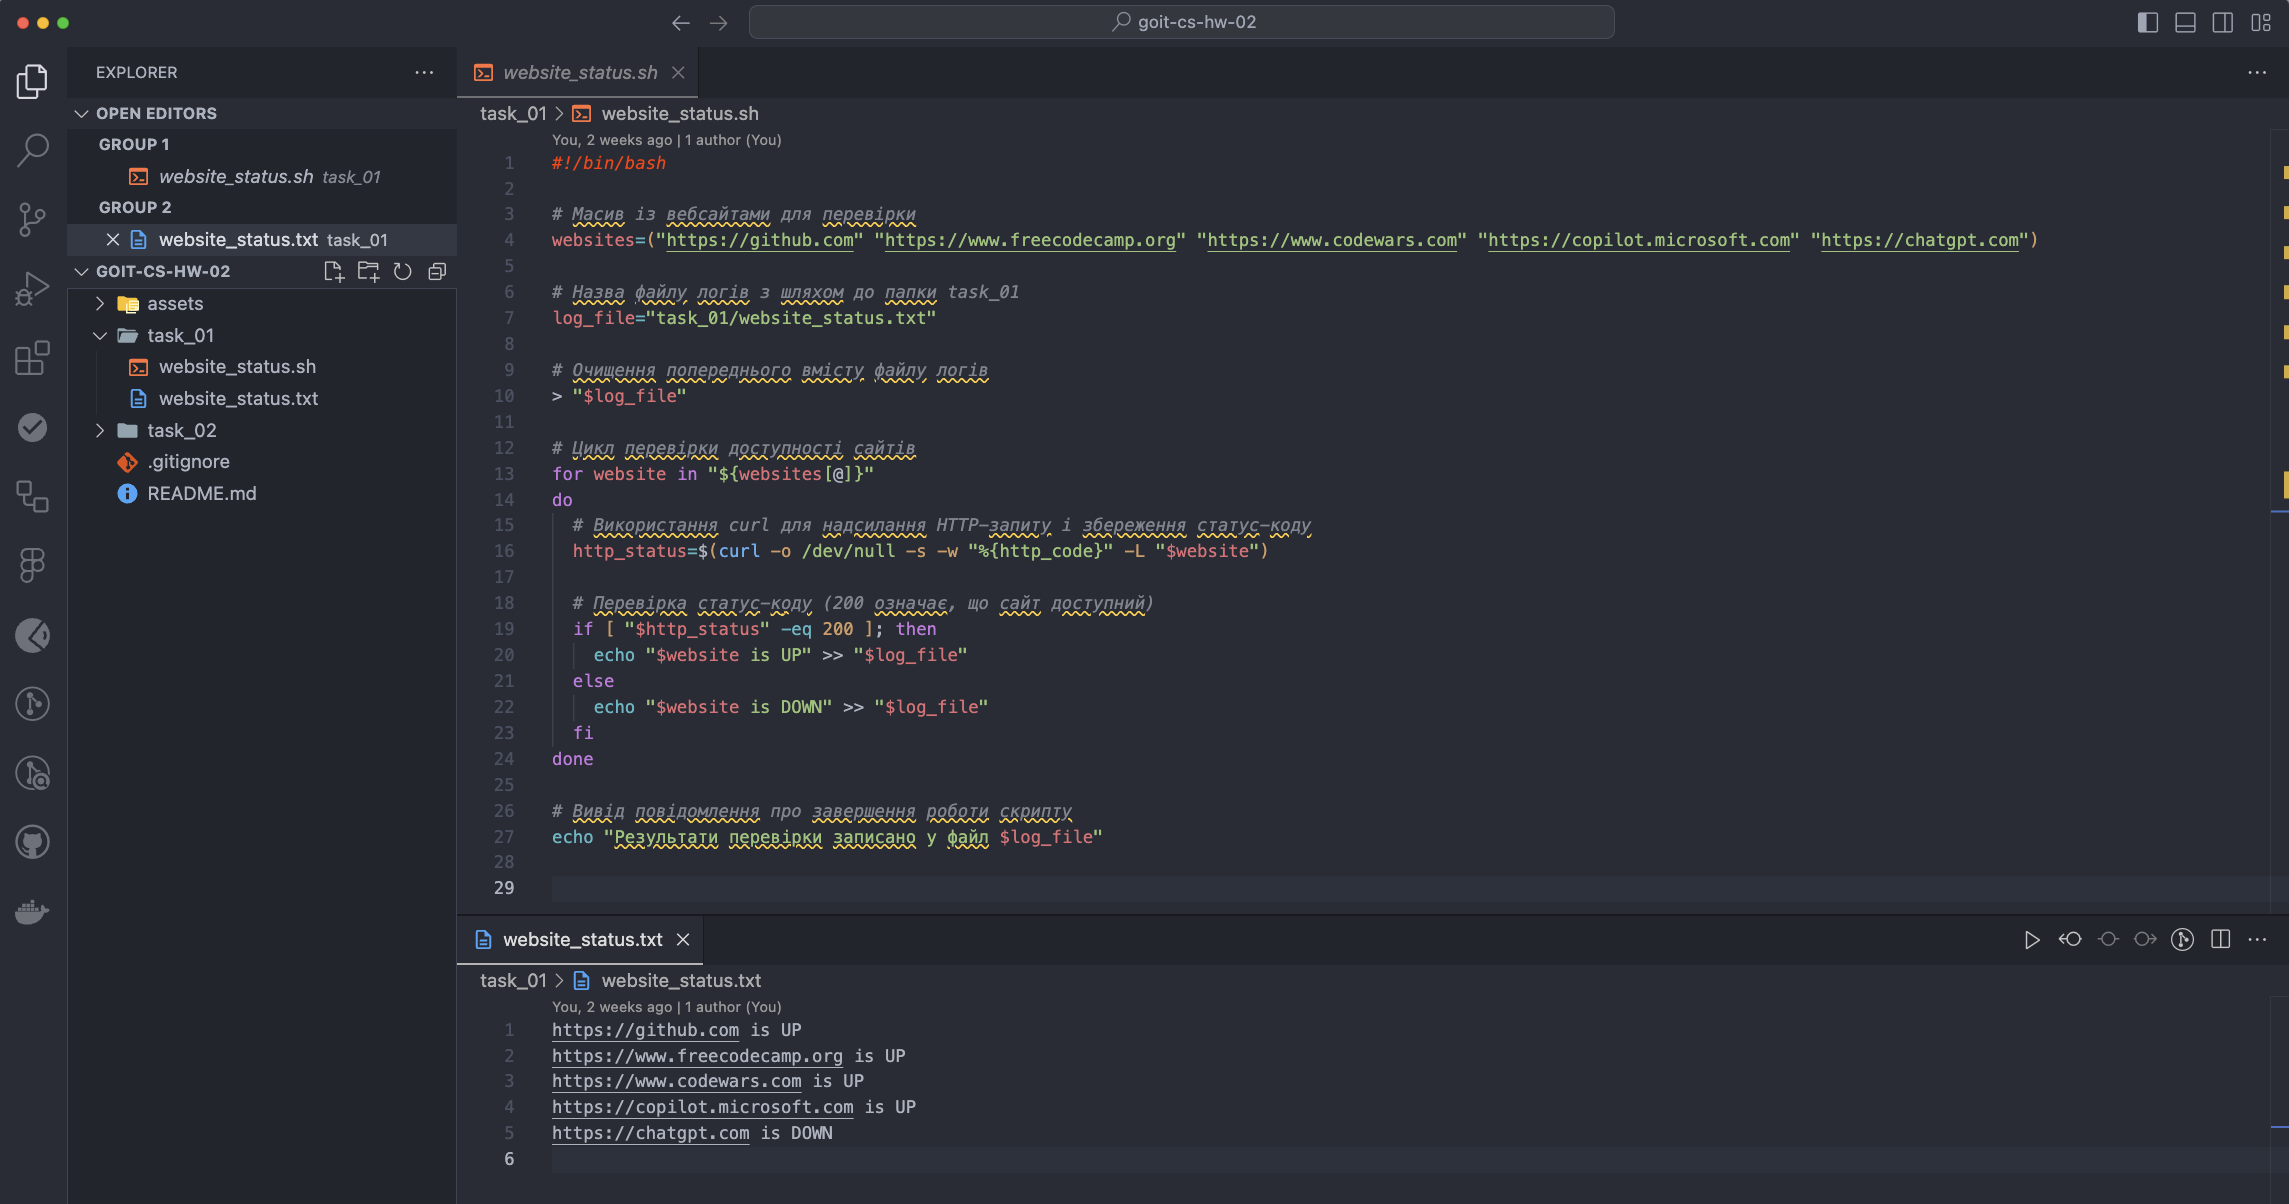 goit-cs-hw-02
EXPLORER
OPEN EDITORS
GROUP 1
website_status.sh task_01
GROUP 2
website_status.txt task_01
GOIT-CS-HW-02
assets
task_01
website_status.sh
website_status.txt
task_02
.gitignore
README.md
website_status.sh
task_01 > website_status.sh
You, 2 weeks ago | 1 author (You)
1 #!/bin/bash
2
3 # Масив із вебсайтами для перевірки
4 websites=("https://github.com" "https://www.freecodecamp.org" "https://www.codewars.com" "https://copilot.microsoft.com" "https://chatgpt.com")
5
6 # Назва файлу логів з шляхом до папки task_01
7 log_file="task_01/website_status.txt"
8
9 # Очищення попереднього вмісту файлу логів
10 > "$log_file"
11
12 # Цикл перевірки доступності сайтів
13 for website in "${websites[@]}"
14 do
15 # Використання curl для надсилання HTTP-запиту і збереження статус-коду
16 http_status=$(curl -o /dev/null -s -w "%{http_code}" -L "$website")
17
18 # Перевірка статус-коду (200 означає, що сайт доступний)
19 if [ "$http_status" -eq 200 ]; then
20 echo "$website is UP" >> "$log_file"
21 else
22 echo "$website is DOWN" >> "$log_file"
23 fi
24 done
25
26 # Вивід повідомлення про завершення роботи скрипту
27 echo "Результати перевірки записано у файл $log_file"
28
29
website_status.txt
task_01 > website_status.txt
You, 2 weeks ago | 1 author (You)
1 https://github.com is UP
2 https://www.freecodecamp.org is UP
3 https://www.codewars.com is UP
4 https://copilot.microsoft.com is UP
5 https://chatgpt.com is DOWN
6